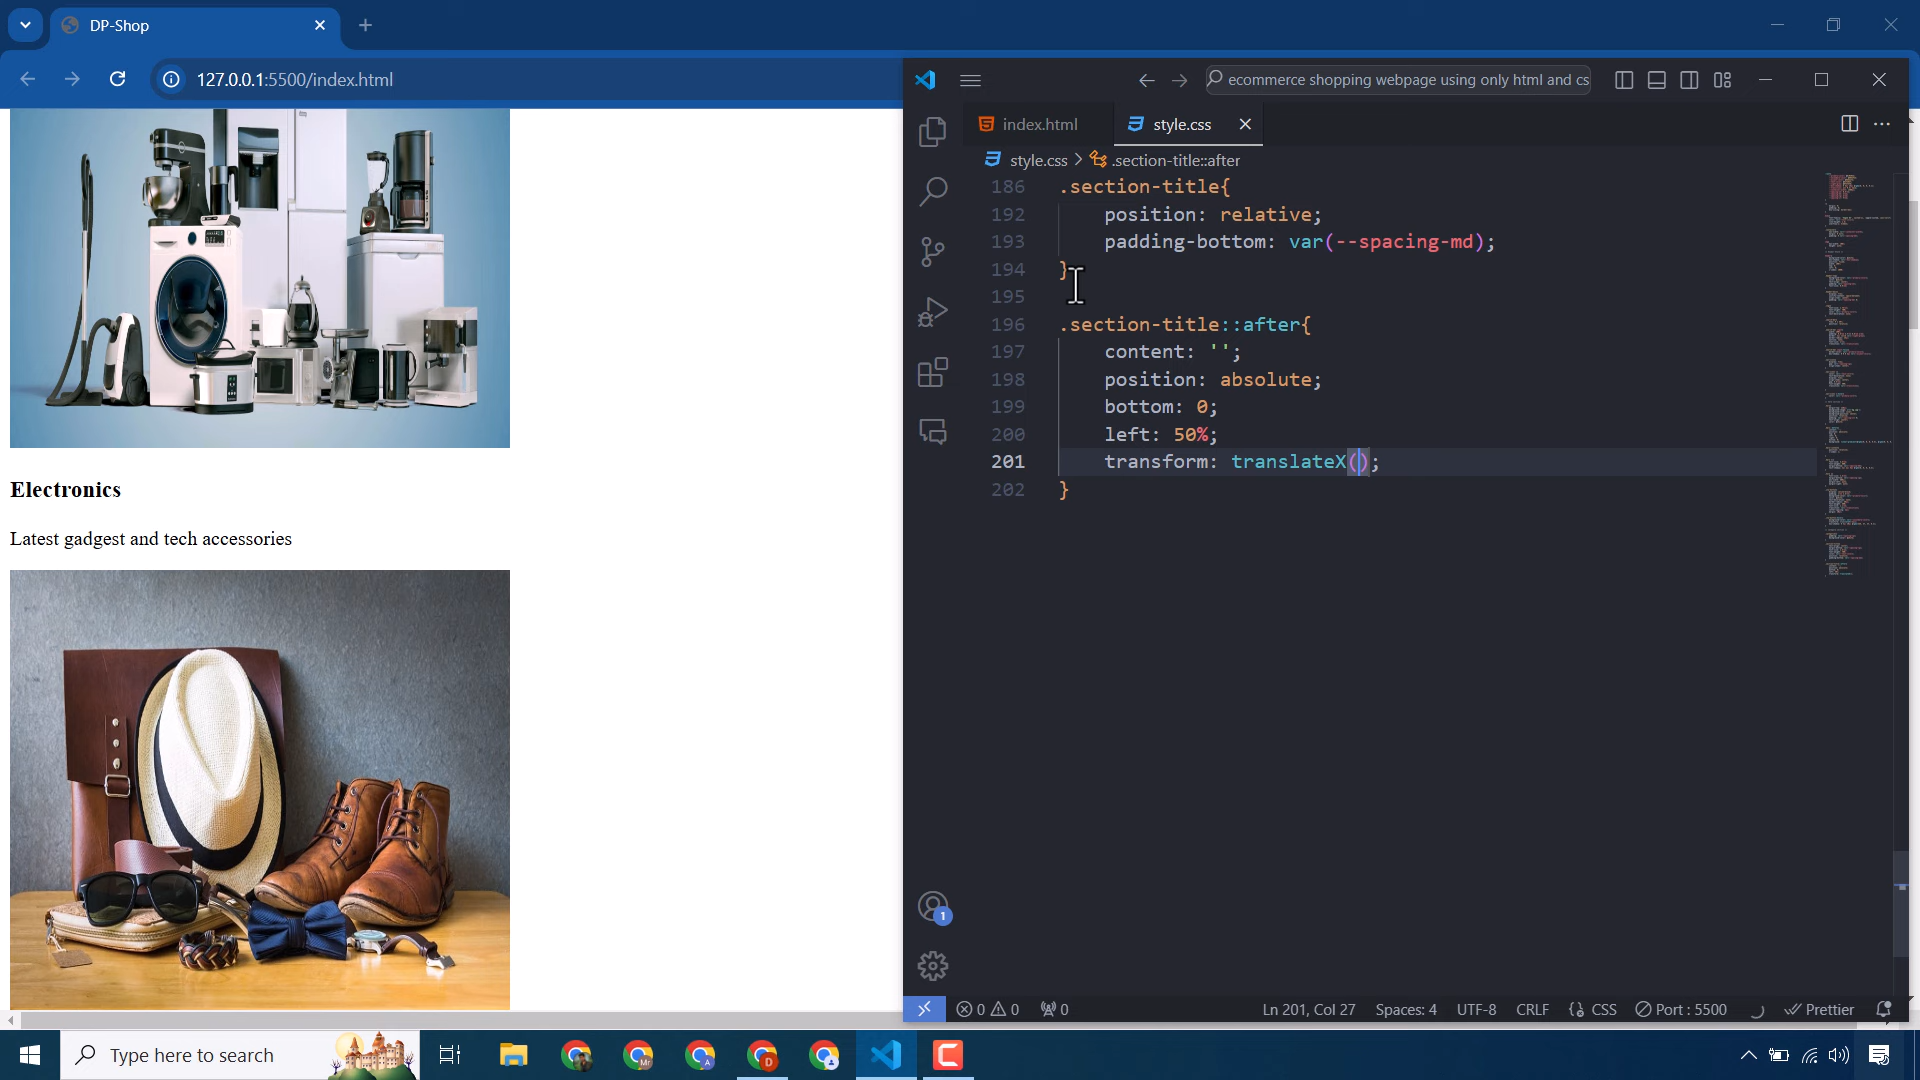 DP-Shop
127.0.0.1:5500/index.html
ecommerce shopping webpage using only html and cs
index.html
style.css
style.css > .section-title::after
186 .section-title{
192 position: relative;
193 padding-bottom: var(--spacing-md);
194 }
195
196 .section-title::after{
197 content: '';
198 position: absolute;
199 bottom: 0;
200 left: 50%;
201 transform: translateX();
202 }
Electronics
Latest gadgest and tech accessories
1
0 0 0
Ln 201, Col 27
Spaces: 4
UTF-8
CRLF
{} CSS
Port : 5500
Prettier
Type here to search